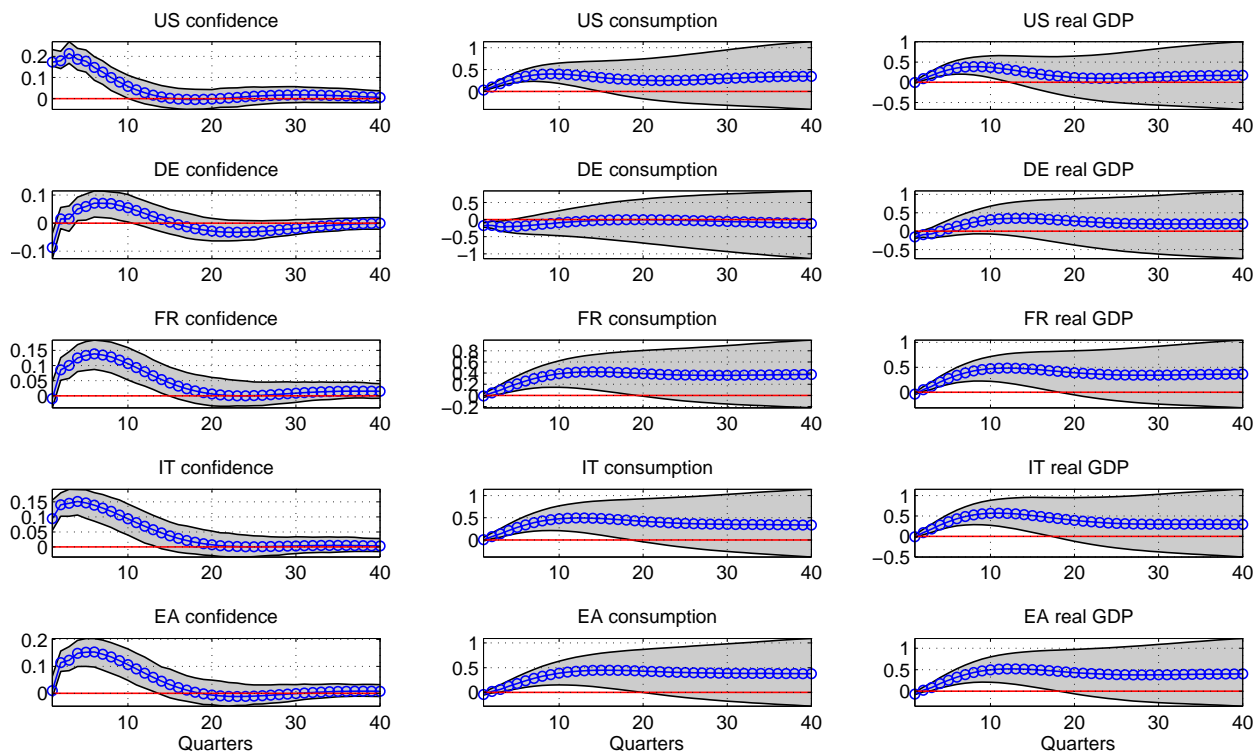 US confidence
US consumption
US real GDP
0.2
0.1
0
10 20 30 40
1
0.5
0
10 20 30 40
1
0.5
0
−0.5
10 20 30 40
DE confidence
DE consumption
DE real GDP
0.1
0
−0.1
10 20 30 40
0.5
0
−0.5
−1
10 20 30 40
1
0.5
0
−0.5
10 20 30 40
FR confidence
FR consumption
FR real GDP
0.15
0.1
0.05
0
10 20 30 40
0.8
0.6
0.4
0.2
0
−0.2
10 20 30 40
1
0.5
0
10 20 30 40
IT confidence
IT consumption
IT real GDP
0.15
0.1
0.05
0
10 20 30 40
1
0.5
0
10 20 30 40
1
0.5
0
−0.5
10 20 30 40
EA confidence
EA consumption
EA real GDP
0.2
0.1
0
10 20 30 40
Quarters
1
0.5
0
10 20 30 40
Quarters
1
0.5
0
10 20 30 40
Quarters